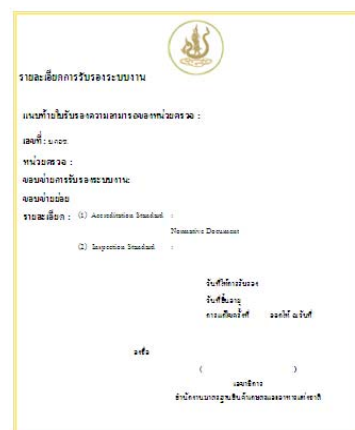 รายละเอียดการรับรองระบบงาน
แนบท้ายใบรับรองความสามารถของหน่วยตรวจ :
เลขที่ :
หน่วยตรวจ :
ขอบข่ายการรับรองระบบงาน:
ขอบข่ายย่อย
รายละเอียด : (1) Accreditation Standard :
Normative Document
(2) Inspection Standard :
วันที่ให้การรับรอง
วันที่สิ้นอายุ
การแก้ไขครั้งที่ ออกให้ ณ วันที่
ลงชื่อ
( )
เลขาธิการ
สำนักงานมาตรฐานสินค้าเกษตรและอาหารแห่งชาติ